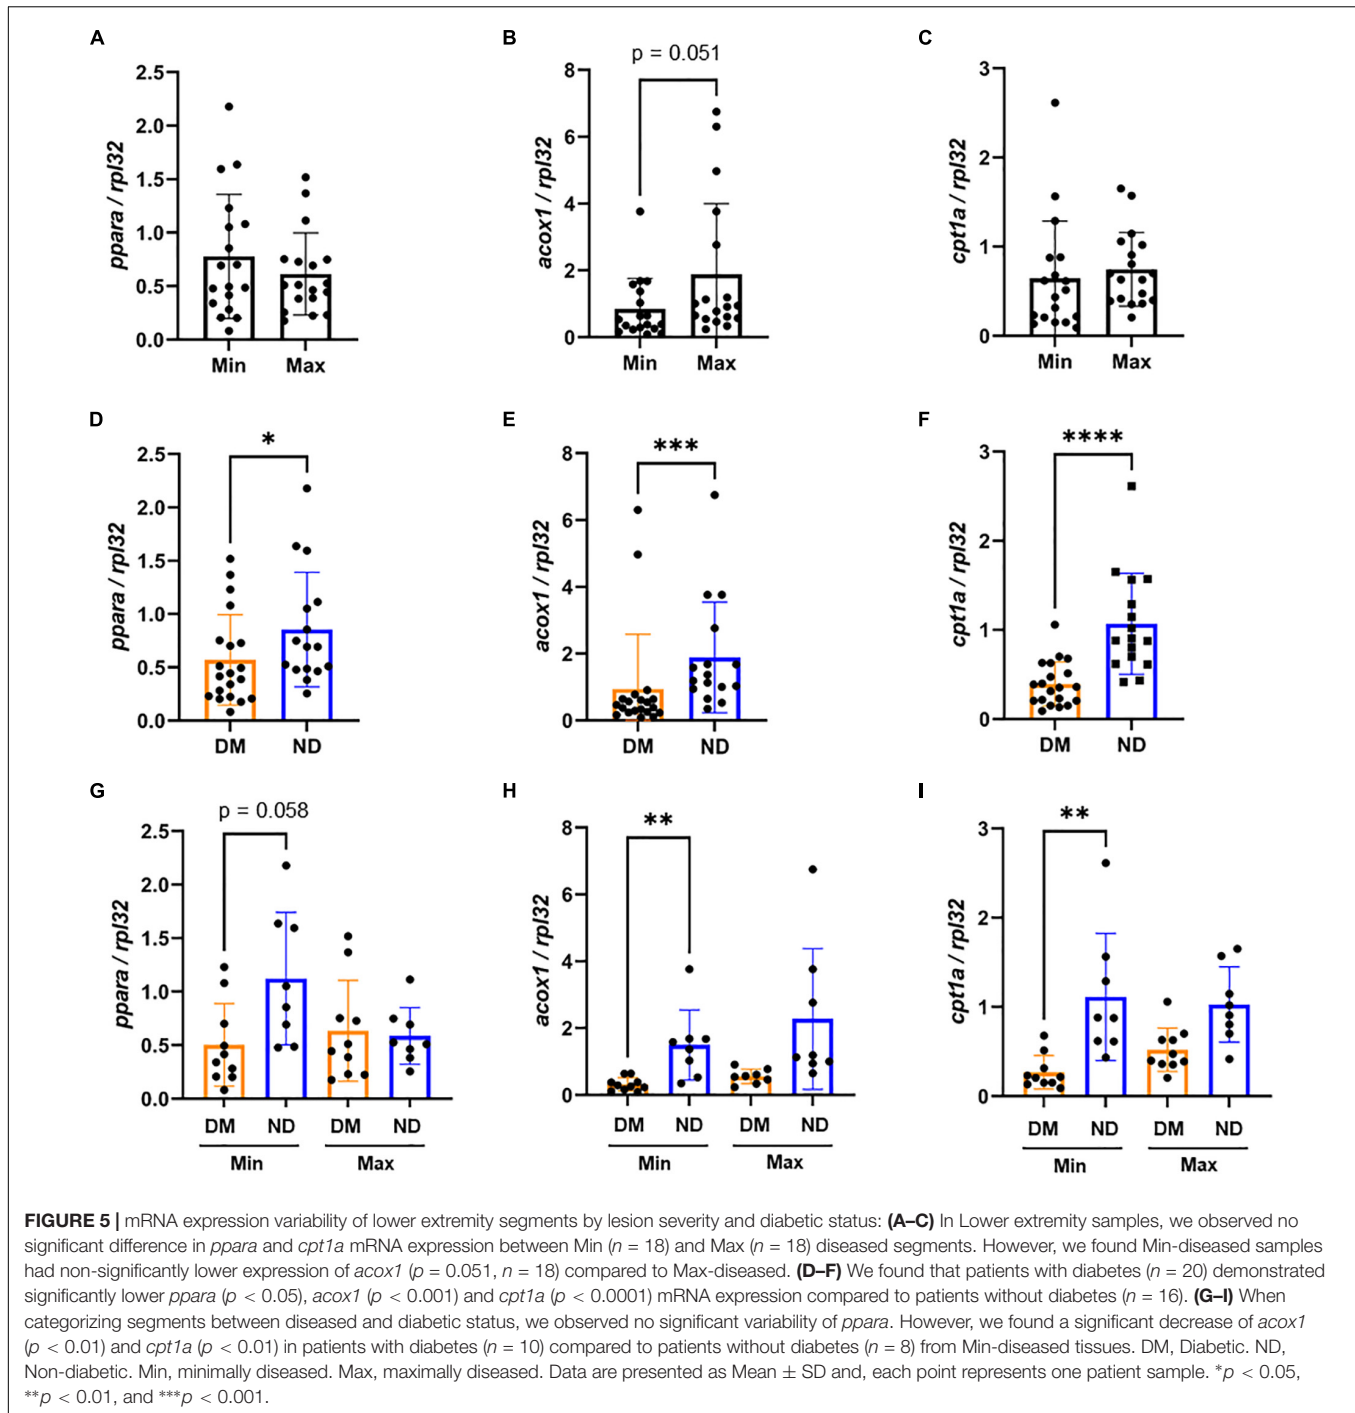 A
B
C
p = 0.051
2.5
2.0
1.5
1.0
0.5
0.0
ppara / rpl32
Min
Max
8
6
4
2
0
acox1 / rpl32
Min
Max
3
2
1
0
cpt1a / rpl32
Min
Max
D
E
F
*
2.5
2.0
1.5
1.0
0.5
0.0
ppara / rpl32
DM
ND
***
8
6
4
2
0
acox1 / rpl32
DM
ND
****
3
2
1
0
cpt1a / rpl32
DM
ND
G
H
I
p = 0.058
2.5
2.0
1.5
1.0
0.5
0.0
ppara / rpl32
DM
ND
DM
ND
Min
Max
**
8
6
4
2
0
acox1 / rpl32
DM
ND
DM
ND
Min
Max
**
3
2
1
0
cpt1a / rpl32
DM
ND
DM
ND
Min
Max
FIGURE 5 | mRNA expression variability of lower extremity segments by lesion severity and diabetic status: (A–C) In Lower extremity samples, we observed no
significant difference in ppara and cpt1a mRNA expression between Min (n = 18) and Max (n = 18) diseased segments. However, we found Min-diseased samples
had non-significantly lower expression of acox1 (p = 0.051, n = 18) compared to Max-diseased. (D–F) We found that patients with diabetes (n = 20) demonstrated
significantly lower ppara (p < 0.05), acox1 (p < 0.001) and cpt1a (p < 0.0001) mRNA expression compared to patients without diabetes (n = 16). (G–I) When
categorizing segments between diseased and diabetic status, we observed no significant variability of ppara. However, we found a significant decrease of acox1
(p < 0.01) and cpt1a (p < 0.01) in patients with diabetes (n = 10) compared to patients without diabetes (n = 8) from Min-diseased tissues. DM, Diabetic. ND,
Non-diabetic. Min, minimally diseased. Max, maximally diseased. Data are presented as Mean ± SD and, each point represents one patient sample. *p < 0.05,
**p < 0.01, and ***p < 0.001.